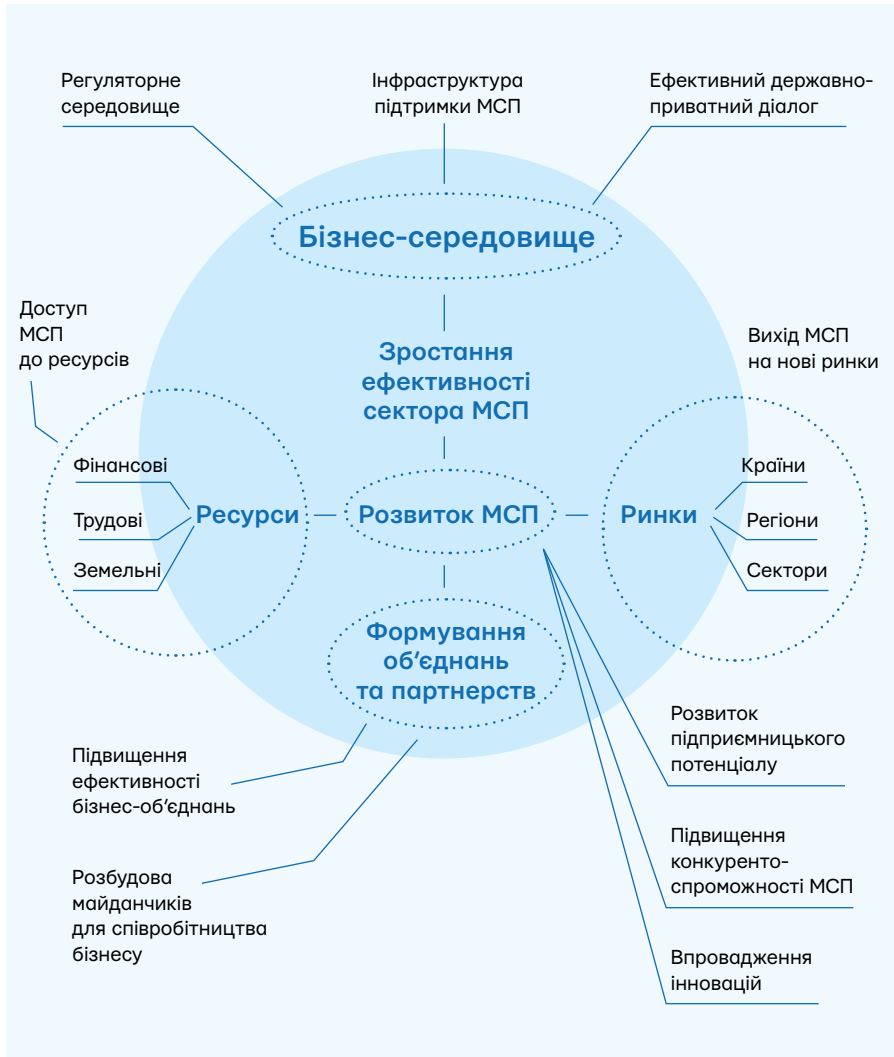 Регуляторне
середовище
Інфраструктура
підтримки МСП
Ефективний державно-
приватний діалог
Бізнес-середовище
Доступ
МСП
до ресурсів
Зростання
ефективності
сектора МСП
Вихід МСП
на нові ринки
Фінансові
Трудові
Земельні
Ресурси
Розвиток МСП
Ринки
Країни
Регіони
Сектори
Формування
об’єднань
та партнерств
Підвищення
ефективності
бізнес-об’єднань
Розбудова
майданчиків
для співробітництва
бізнесу
Розвиток
підприємницького
потенціалу
Підвищення
конкуренто-
спроможності МСП
Впровадження
інновацій